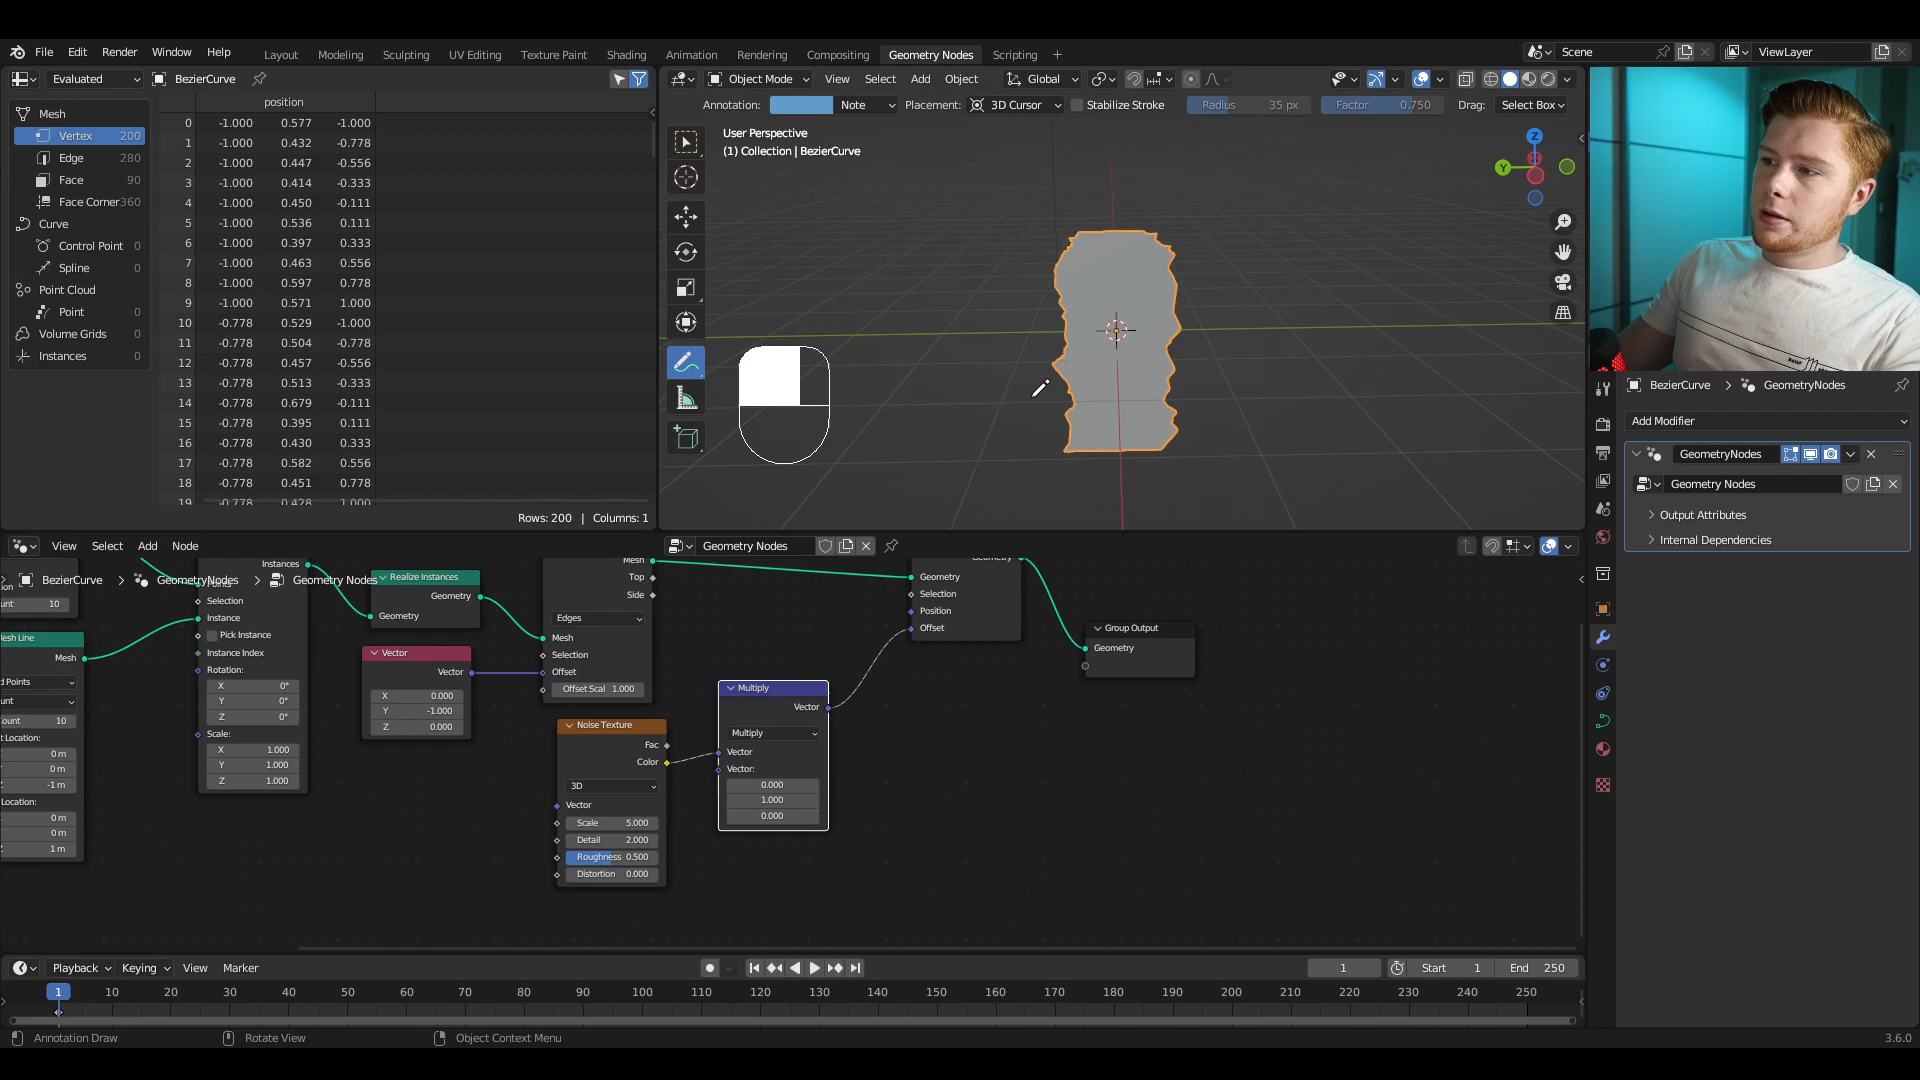 File Edit Render Window Help
Layout Modeling Sculpting UV Editing Texture Paint Shading Animation Rendering Compositing Geometry Nodes Scripting +
Scene
ViewLayer
Evaluated
BezierCurve
position
Mesh
Vertex 200
Edge 280
Face 90
Face Corner 360
Curve
Control Point 0
Spline 0
Point Cloud
Point 0
Volume Grids
Instances 0
0 -1.000 0.577 -1.000
1 -1.000 0.432 -0.778
2 -1.000 0.447 -0.556
3 -1.000 0.414 -0.333
4 -1.000 0.450 -0.111
5 -1.000 0.536 0.111
6 -1.000 0.397 0.333
7 -1.000 0.463 0.556
8 -1.000 0.597 0.778
9 -1.000 0.571 1.000
10 -0.778 0.529 -1.000
11 -0.778 0.504 -0.778
12 -0.778 0.457 -0.556
13 -0.778 0.513 -0.333
14 -0.778 0.679 -0.111
15 -0.778 0.395 0.111
16 -0.778 0.430 0.333
17 -0.778 0.582 0.556
18 -0.778 0.451 0.778
19 -0.778 0.428 1.000
Rows: 200 | Columns: 1
Object Mode View Select Add Object Global
Annotation: Note Placement: 3D Cursor Stabilize Stroke Radius 35 px Factor 0.750 Drag: Select Box
User Perspective
(1) Collection | BezierCurve
Z
Y
BezierCurve GeometryNodes
Add Modifier
GeometryNodes
Geometry Nodes
Output Attributes
Internal Dependencies
View Select Add Node
Geometry Nodes
BezierCurve > GeometryNodes > Geometry Nodes
10
Mesh
10
0 m
0 m
-1 m
Location:
0 m
0 m
1 m
Instances
Selection
Instance
Pick Instance
Instance Index
Rotation:
X 0°
Y 0°
Z 0°
Scale:
X 1.000
Y 1.000
Z 1.000
Realize Instances
Geometry
Geometry
Vector
Vector
X 0.000
Y -1.000
Z 0.000
Mesh
Top
Side
Edges
Mesh
Selection
Offset
Offset Scal 1.000
Noise Texture
Fac
Color
3D
Vector
Scale 5.000
Detail 2.000
Roughness 0.500
Distortion 0.000
Multiply
Vector
Multiply
Vector
Vector:
0.000
1.000
0.000
Geometry
Geometry
Selection
Position
Offset
Group Output
Geometry
Playback Keying View Marker
1
Start 1
End 250
1 10 20 30 40 50 60 70 80 90 100 110 120 130 140 150 160 170 180 190 200 210 220 230 240 250
Annotation Draw Rotate View Object Context Menu
3.6.0